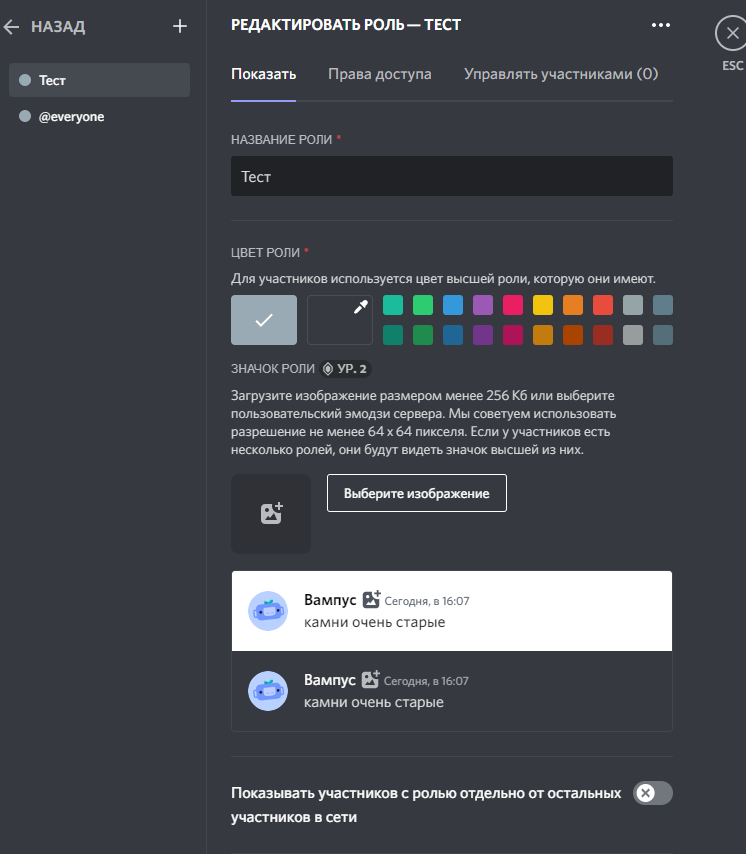 НАЗАД
Тест
@everyone
РЕДАКТИРОВАТЬ РОЛЬ — ТЕСТ
ESC
Показать
Права доступа
Управлять участниками (0)
НАЗВАНИЕ РОЛИ *
Тест
ЦВЕТ РОЛИ *
Для участников используется цвет высшей роли, которую они имеют.
ЗНАЧОК РОЛИ УР. 2
Загрузите изображение размером менее 256 Кб или выберите
пользовательский эмодзи сервера. Мы советуем использовать
разрешение не менее 64 x 64 пикселя. Если у участников есть
несколько ролей, они будут видеть значок высшей из них.
Выберите изображение
Вампус Сегодня, в 16:07
камни очень старые
Вампус Сегодня, в 16:07
камни очень старые
Показывать участников с ролью отдельно от остальных
участников в сети